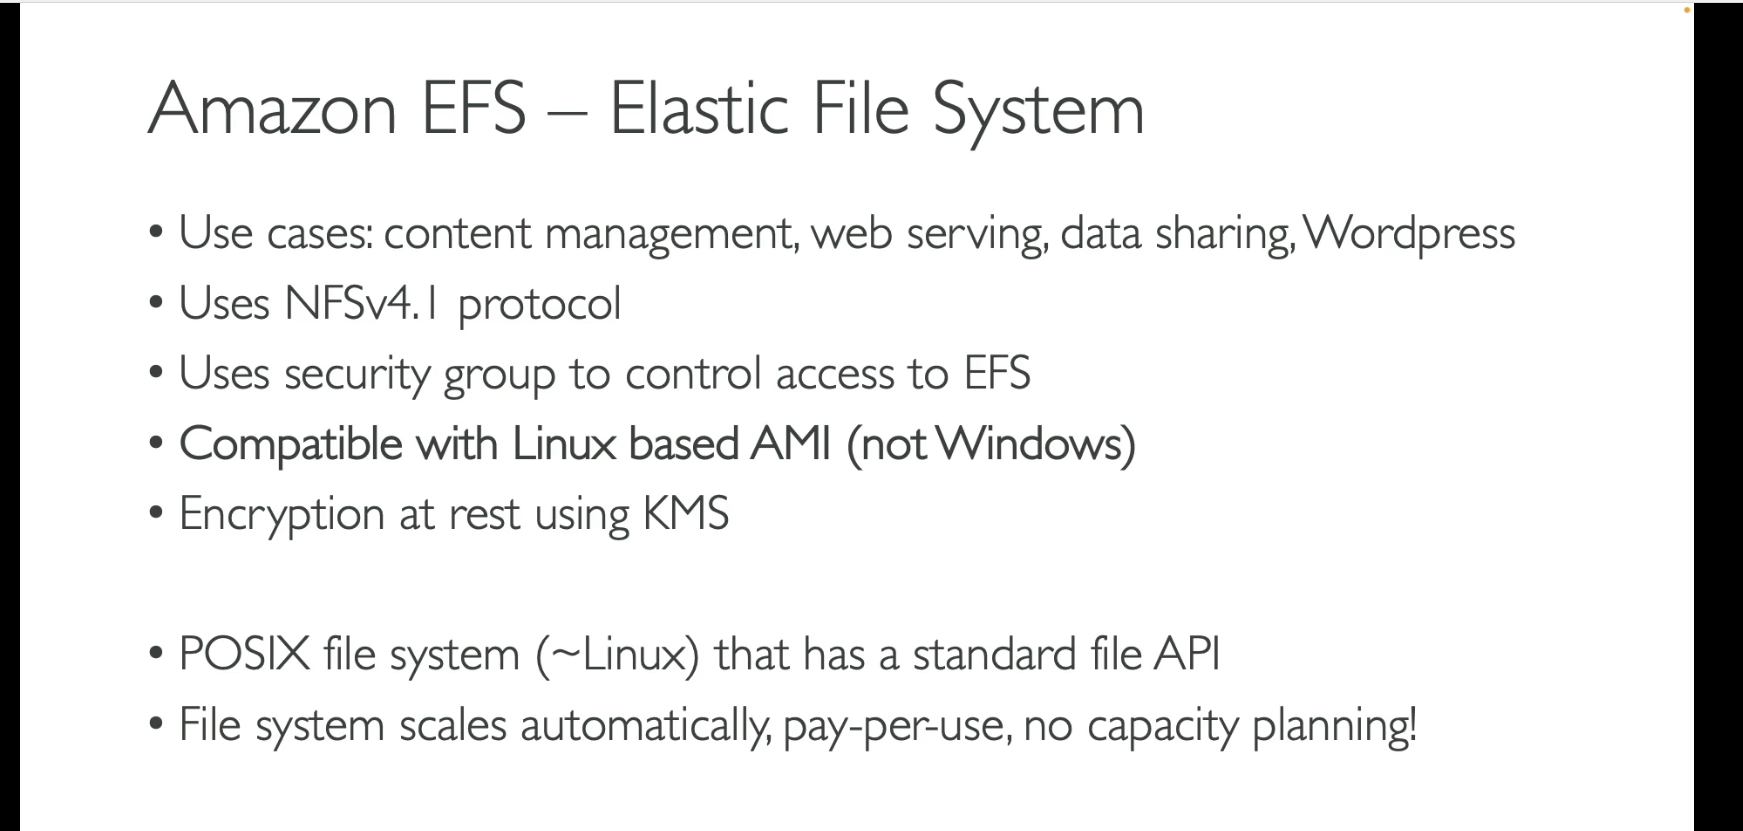 Amazon EFS – Elastic File System
• Use cases: content management, web serving, data sharing, Wordpress
• Uses NFSv4.1 protocol
• Uses security group to control access to EFS
• Compatible with Linux based AMI (not Windows)
• Encryption at rest using KMS
• POSIX file system (~Linux) that has a standard file API
• File system scales automatically, pay-per-use, no capacity planning!